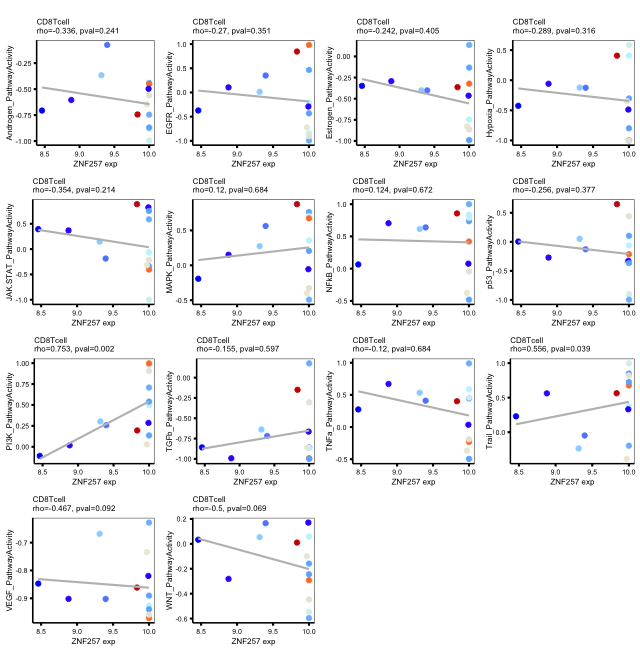 CD8Tcell
rho=-0.336, pval=0.241
Androgen_PathwayActivity
-0.25
-0.50
-0.75
-1.00
8.5 9.0 9.5 10.0
ZNF257 exp
CD8Tcell
rho=-0.27, pval=0.351
EGFR_PathwayActivity
1.0
0.5
0.0
-0.5
-1.0
8.5 9.0 9.5 10.0
ZNF257 exp
CD8Tcell
rho=-0.242, pval=0.405
Estrogen_PathwayActivity
0.00
-0.25
-0.50
-0.75
-1.00
8.5 9.0 9.5 10.0
ZNF257 exp
CD8Tcell
rho=-0.289, pval=0.316
Hypoxia_PathwayActivity
0.5
0.0
-0.5
-1.0
8.5 9.0 9.5 10.0
ZNF257 exp
CD8Tcell
rho=-0.354, pval=0.214
JAK-STAT_PathwayActivity
0.5
0.0
-0.5
-1.0
8.5 9.0 9.5 10.0
ZNF257 exp
CD8Tcell
rho=0.12, pval=0.684
MAPK_PathwayActivity
0.5
0.0
-0.5
8.5 9.0 9.5 10.0
ZNF257 exp
CD8Tcell
rho=0.124, pval=0.672
NFkB_PathwayActivity
1.0
0.5
0.0
-0.5
8.5 9.0 9.5 10.0
ZNF257 exp
CD8Tcell
rho=-0.256, pval=0.377
p53_PathwayActivity
0.5
0.0
-0.5
-1.0
8.5 9.0 9.5 10.0
ZNF257 exp
CD8Tcell
rho=0.753, pval=0.002
PI3K_PathwayActivity
1.00
0.75
0.50
0.25
0.00
8.5 9.0 9.5 10.0
ZNF257 exp
CD8Tcell
rho=-0.155, pval=0.597
TGFb_PathwayActivity
0.00
-0.25
-0.50
-0.75
-1.00
8.5 9.0 9.5 10.0
ZNF257 exp
CD8Tcell
rho=-0.12, pval=0.684
TNFa_PathwayActivity
1.0
0.5
0.0
-0.5
8.5 9.0 9.5 10.0
ZNF257 exp
CD8Tcell
rho=0.556, pval=0.039
Trail_PathwayActivity
1.0
0.5
0.0
8.5 9.0 9.5 10.0
ZNF257 exp
CD8Tcell
rho=-0.467, pval=0.092
VEGF_PathwayActivity
-0.7
-0.8
-0.9
8.5 9.0 9.5 10.0
ZNF257 exp
CD8Tcell
rho=-0.5, pval=0.069
WNT_PathwayActivity
0.2
0.0
-0.2
-0.4
-0.6
8.5 9.0 9.5 10.0
ZNF257 exp